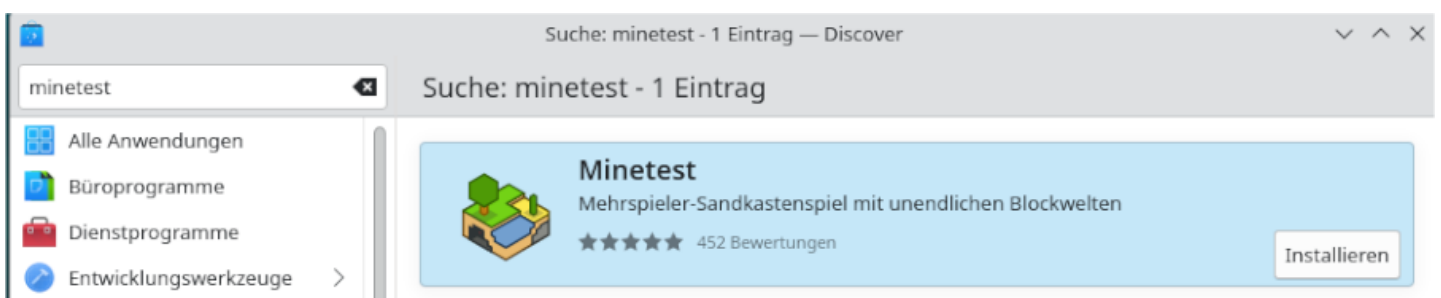 Suche: minetest - 1 Eintrag — Discover
minetest
Suche: minetest - 1 Eintrag
Alle Anwendungen
Büroprogramme
Dienstprogramme
Entwicklungswerkzeuge
Minetest
Mehrspieler-Sandkastenspiel mit unendlichen Blockwelten
452 Bewertungen
Installieren